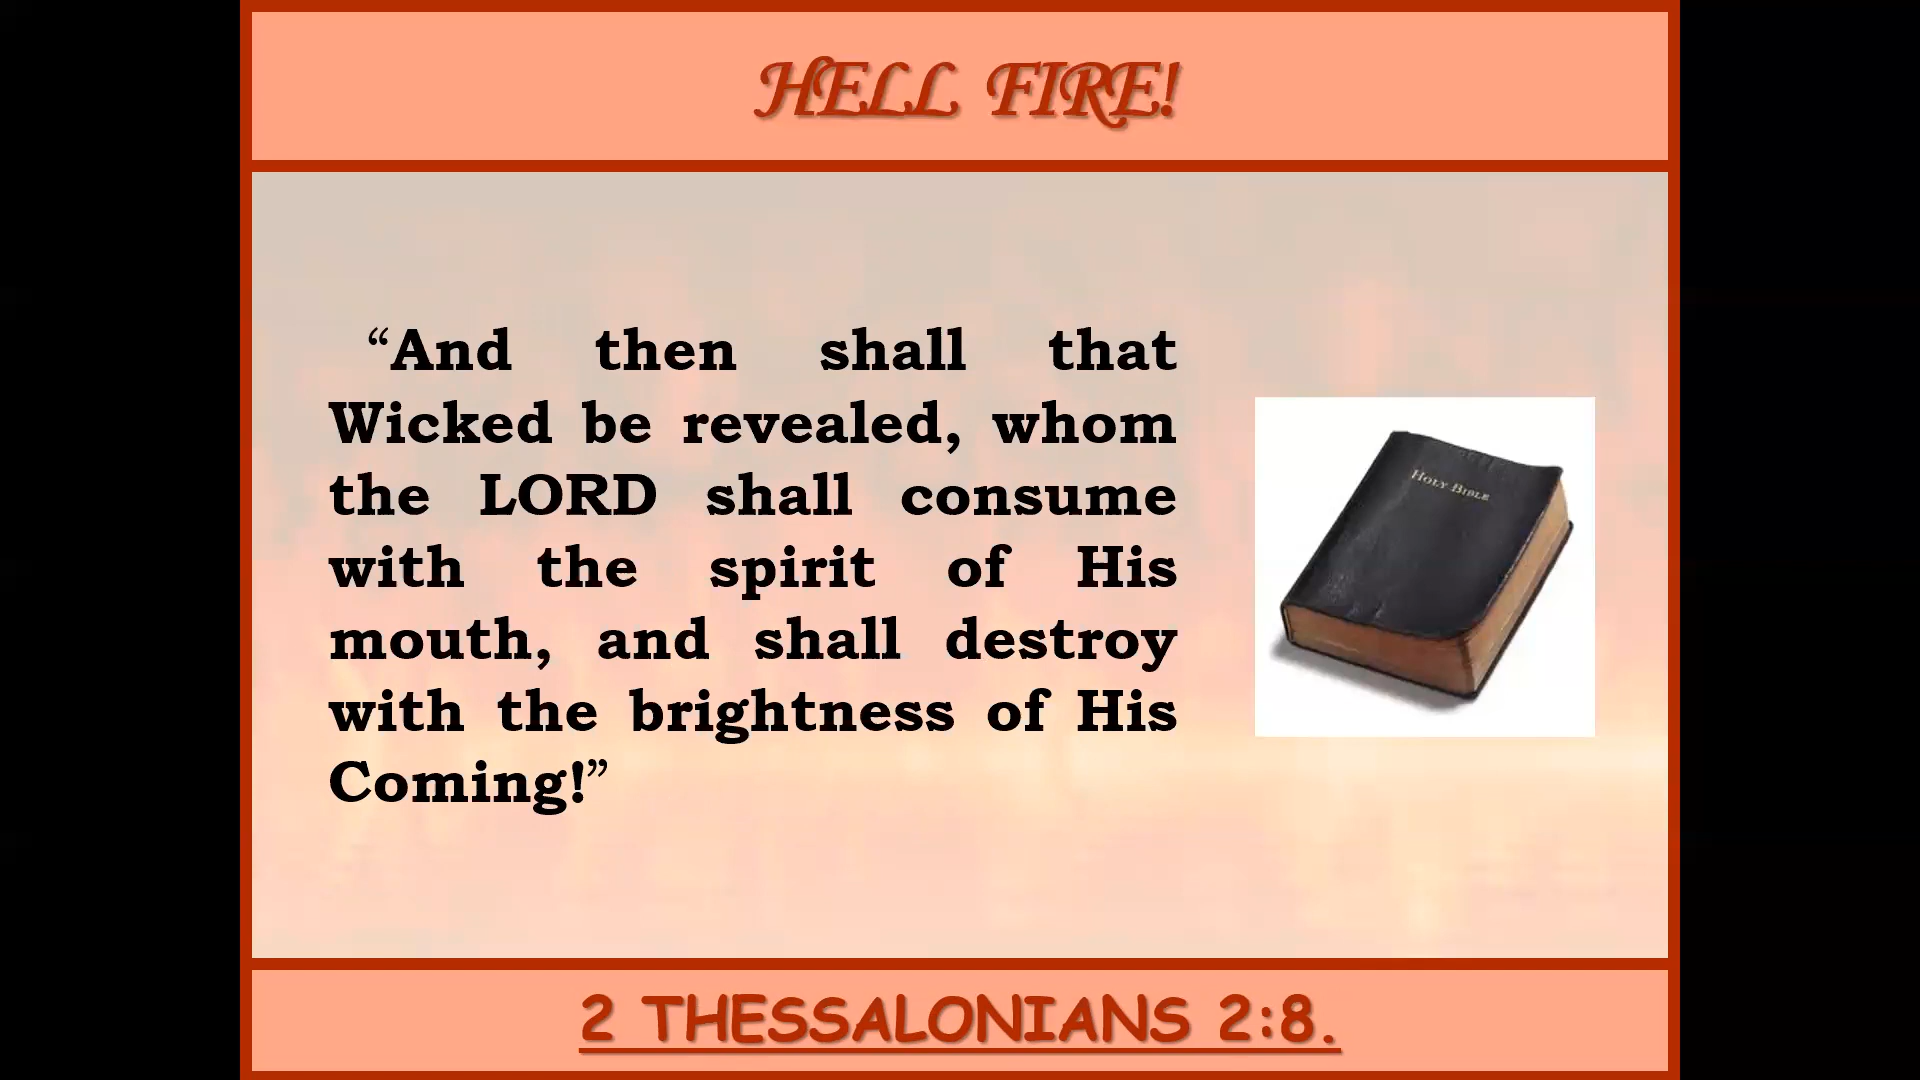 HELL FIRE!
“And then shall that
Wicked be revealed, whom
the LORD shall consume
with the spirit of His
mouth, and shall destroy
with the brightness of His
Coming!”
HOLY BIBLE
2 THESSALONIANS 2:8.